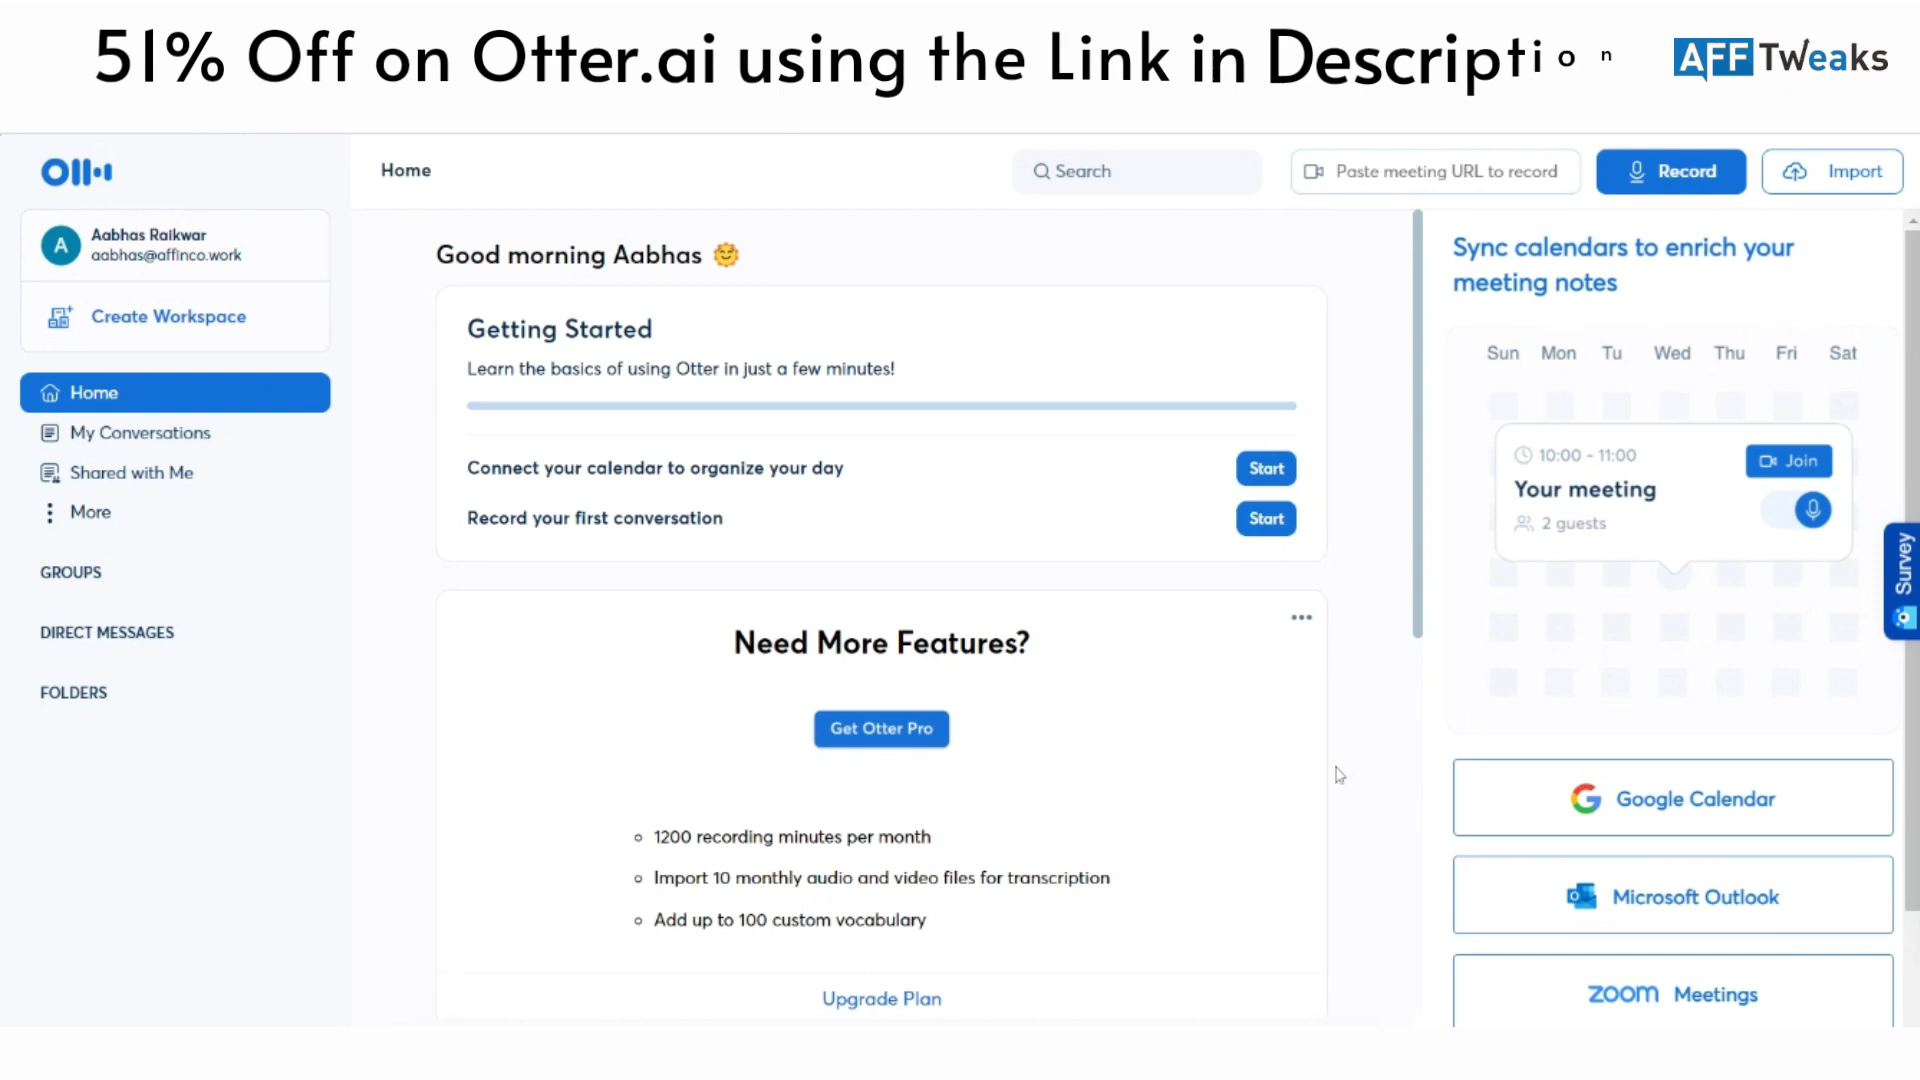 51% Off on Otter.ai using the Link in Description
AFFTweaks
Home
Search
Paste meeting URL to record
Record
Import
A
Aabhas Raikwar
aabhas@affinco.work
Create Workspace
Home
My Conversations
Shared with Me
More
GROUPS
DIRECT MESSAGES
FOLDERS
Good morning Aabhas
Getting Started
Learn the basics of using Otter in just a few minutes!
Connect your calendar to organize your day
Start
Record your first conversation
Start
Need More Features?
Get Otter Pro
1200 recording minutes per month
Import 10 monthly audio and video files for transcription
Add up to 100 custom vocabulary
Upgrade Plan
Sync calendars to enrich your
meeting notes
Sun Mon Tu Wed Thu Fri Sat
10:00 - 11:00
Join
Your meeting
2 guests
Survey
Google Calendar
Microsoft Outlook
zoom Meetings